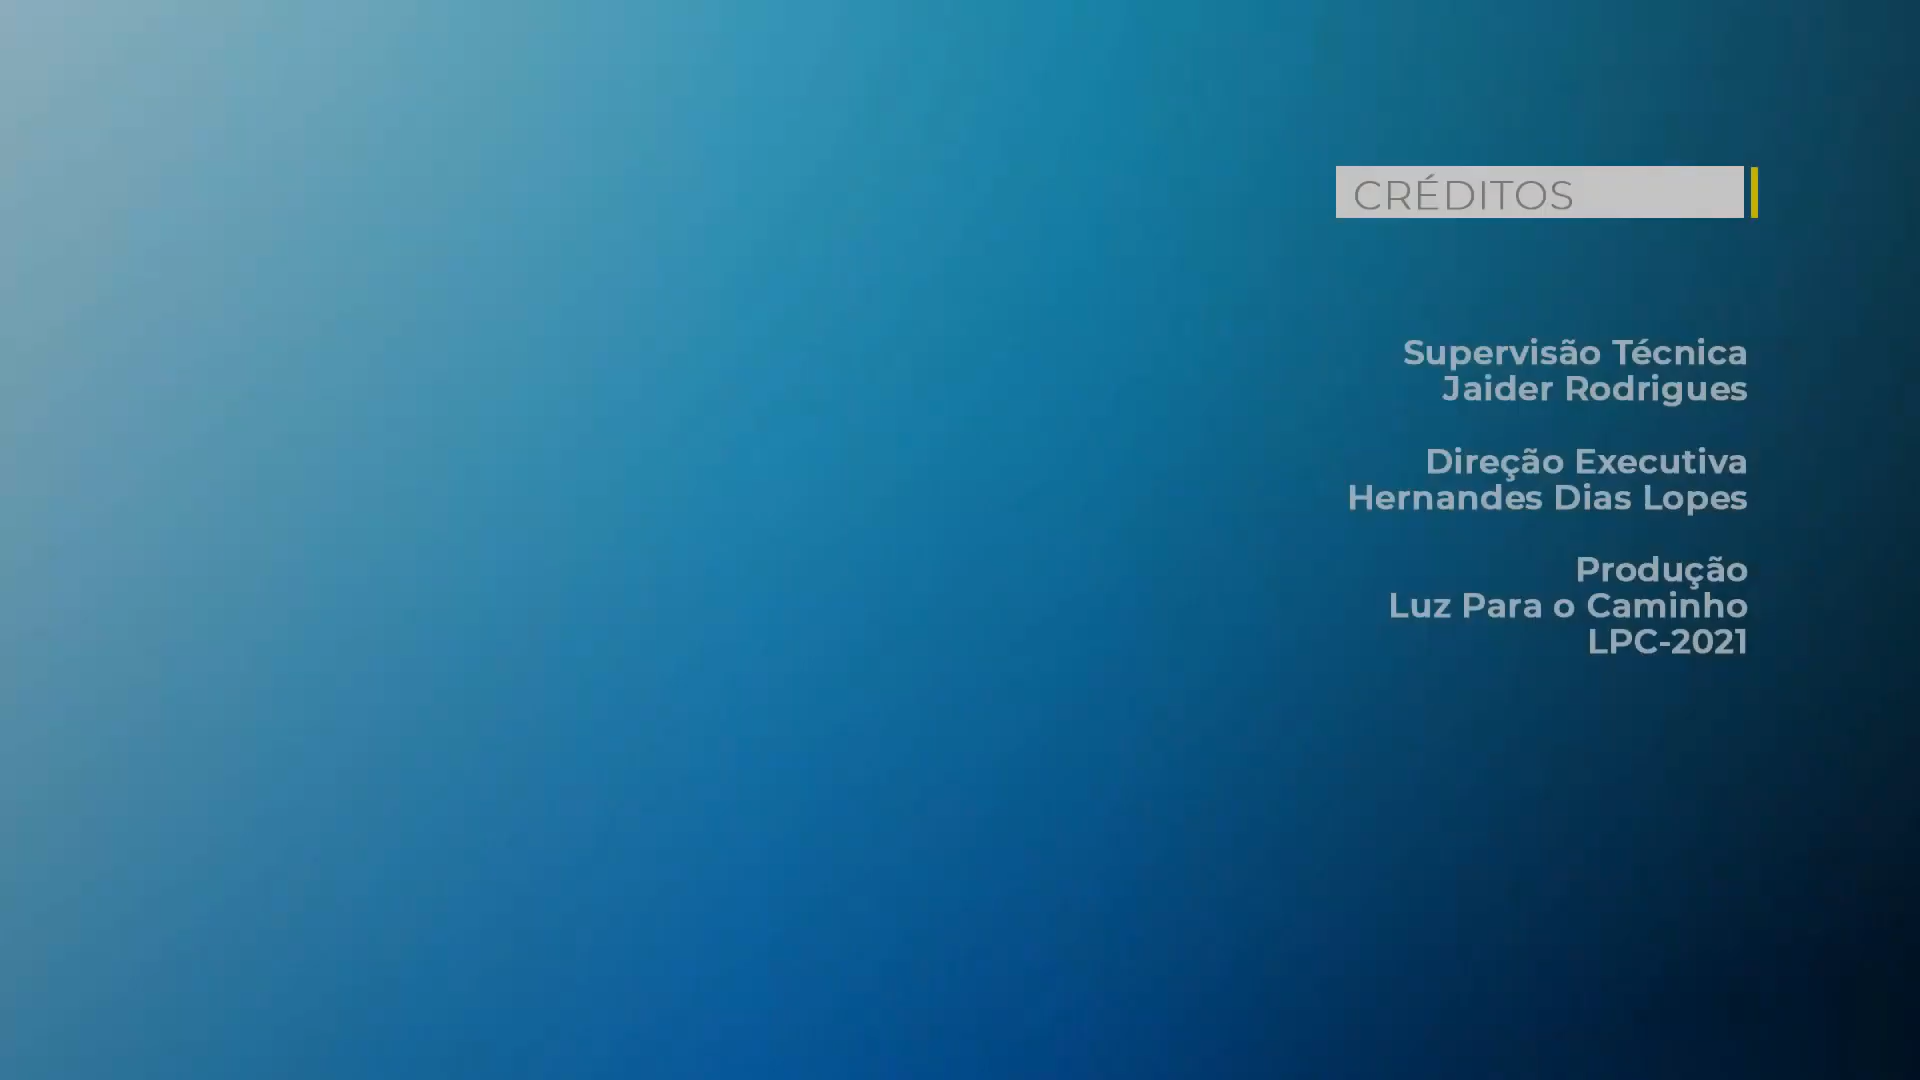 CRÉDITOS
Supervisão Técnica
Jaider Rodrigues
Direção Executiva
Hernandes Dias Lopes
Produção
Luz Para o Caminho
LPC-2021